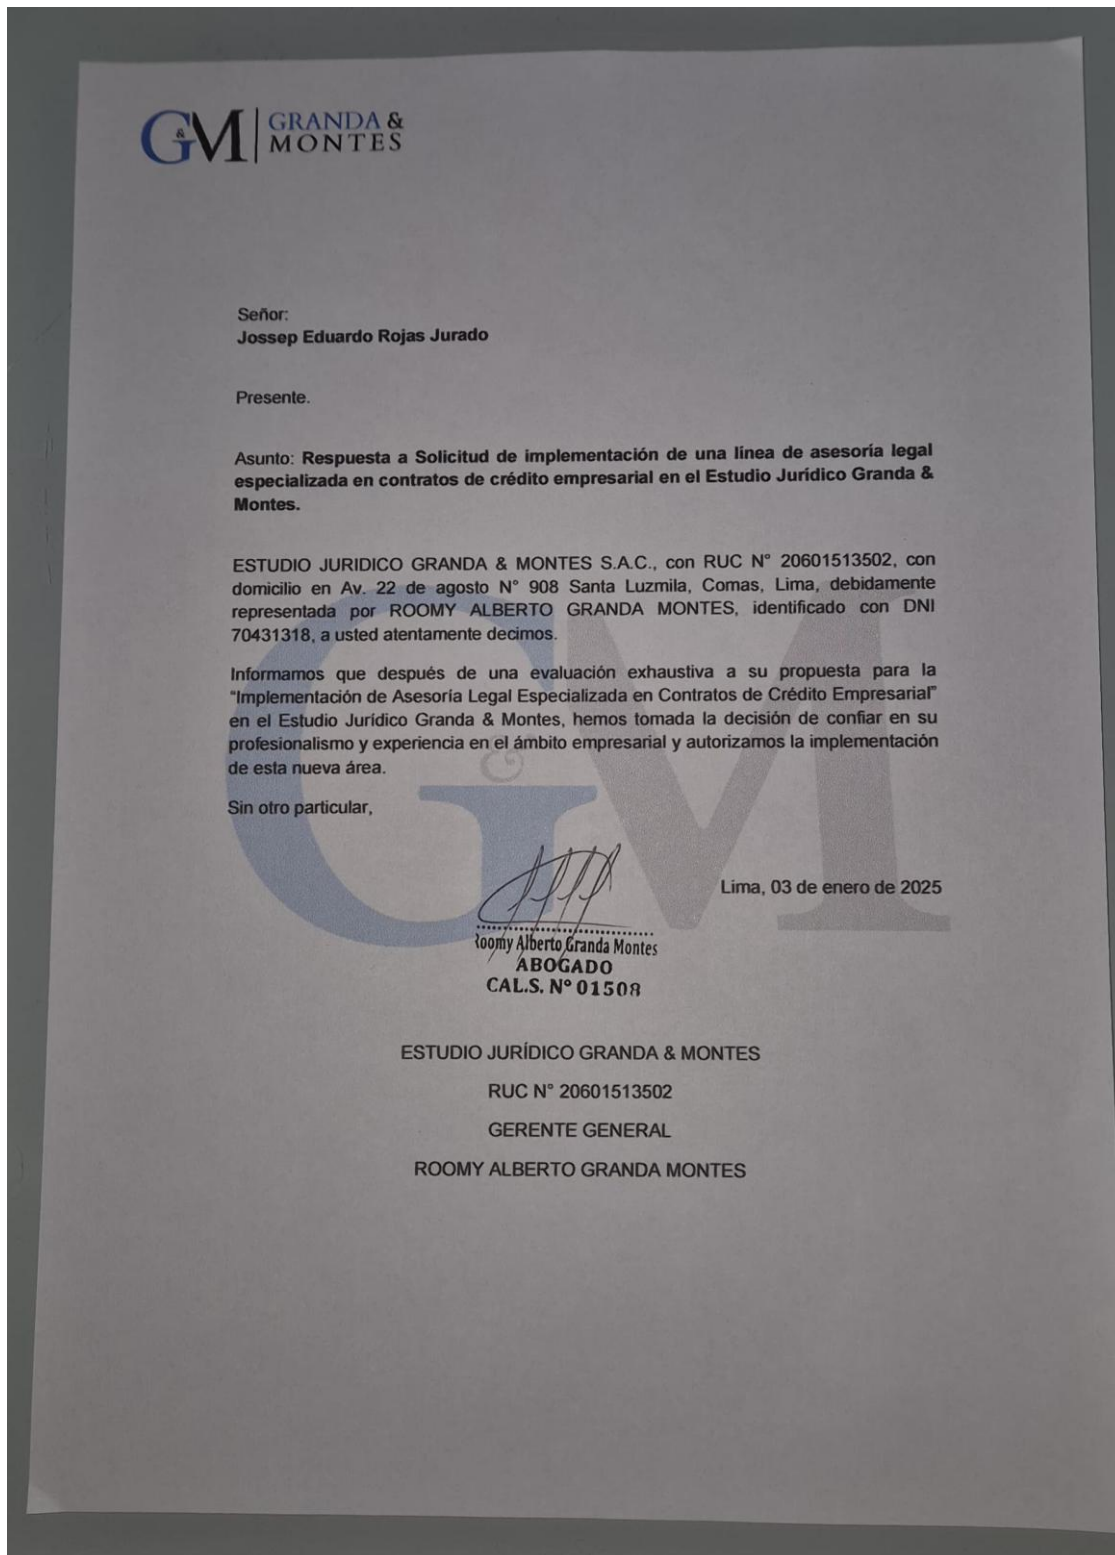 G&M GRANDA &
MONTES
Señor:
Jossep Eduardo Rojas Jurado
Presente.
Asunto: Respuesta a Solicitud de implementación de una línea de asesoría legal
especializada en contratos de crédito empresarial en el Estudio Jurídico Granda &
Montes.
ESTUDIO JURIDICO GRANDA & MONTES S.A.C., con RUC N° 20601513502, con
domicilio en Av. 22 de agosto N° 908 Santa Luzmila, Comas, Lima, debidamente
representada por ROOMY ALBERTO GRANDA MONTES, identificado con DNI
70431318, a usted atentamente decimos.
Informamos que después de una evaluación exhaustiva a su propuesta para la
“Implementación de Asesoría Legal Especializada en Contratos de Crédito Empresarial”
en el Estudio Jurídico Granda & Montes, hemos tomada la decisión de confiar en su
profesionalismo y experiencia en el ámbito empresarial y autorizamos la implementación
de esta nueva área.
Sin otro particular,
Lima, 03 de enero de 2025
Roomy Alberto Granda Montes
ABOGADO
CAL.S. N° 01508
ESTUDIO JURÍDICO GRANDA & MONTES
RUC N° 20601513502
GERENTE GENERAL
ROOMY ALBERTO GRANDA MONTES
G&M